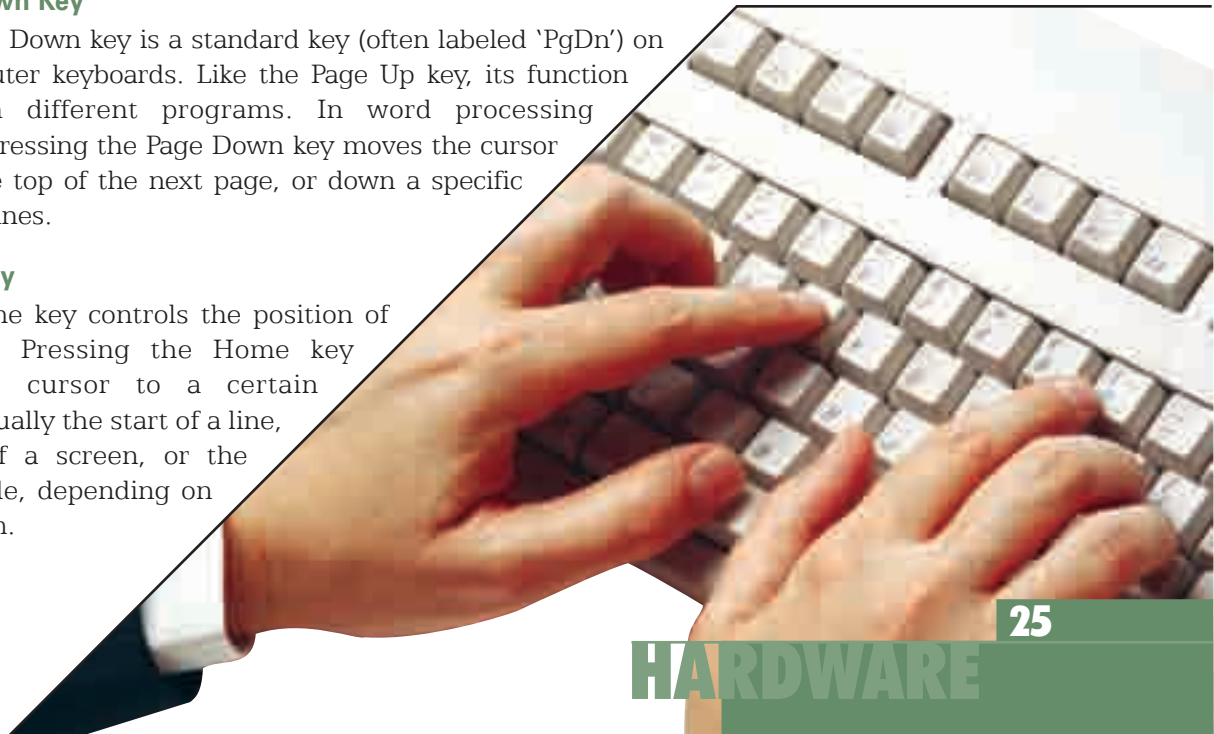 wn Key
Down key is a standard key (often labeled ‘PgDn’) on
uter keyboards. Like the Page Up key, its function
different programs. In word processing
ressing the Page Down key moves the cursor
e top of the next page, or down a specific
nes.
y
ne key controls the position of
Pressing the Home key
cursor to a certain
ually the start of a line,
f a screen, or the
le, depending on
n.
25
HARDWARE